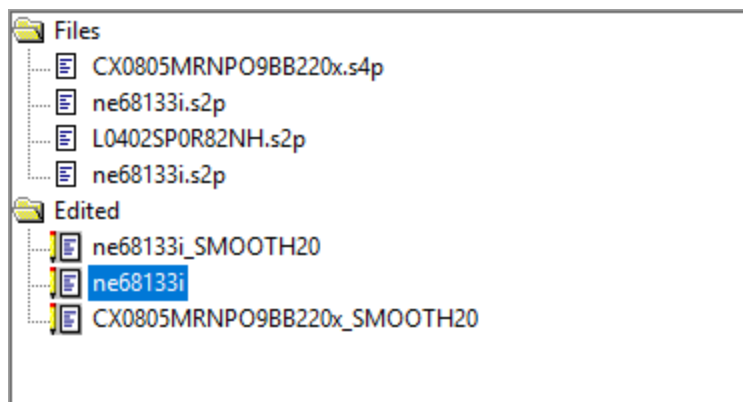 Files
CX0805MRNPO9BB220x.s4p
ne68133i.s2p
L0402SP0R82NH.s2p
ne68133i.s2p
Edited
ne68133i_SMOOTH20
ne68133i
CX0805MRNPO9BB220x_SMOOTH20